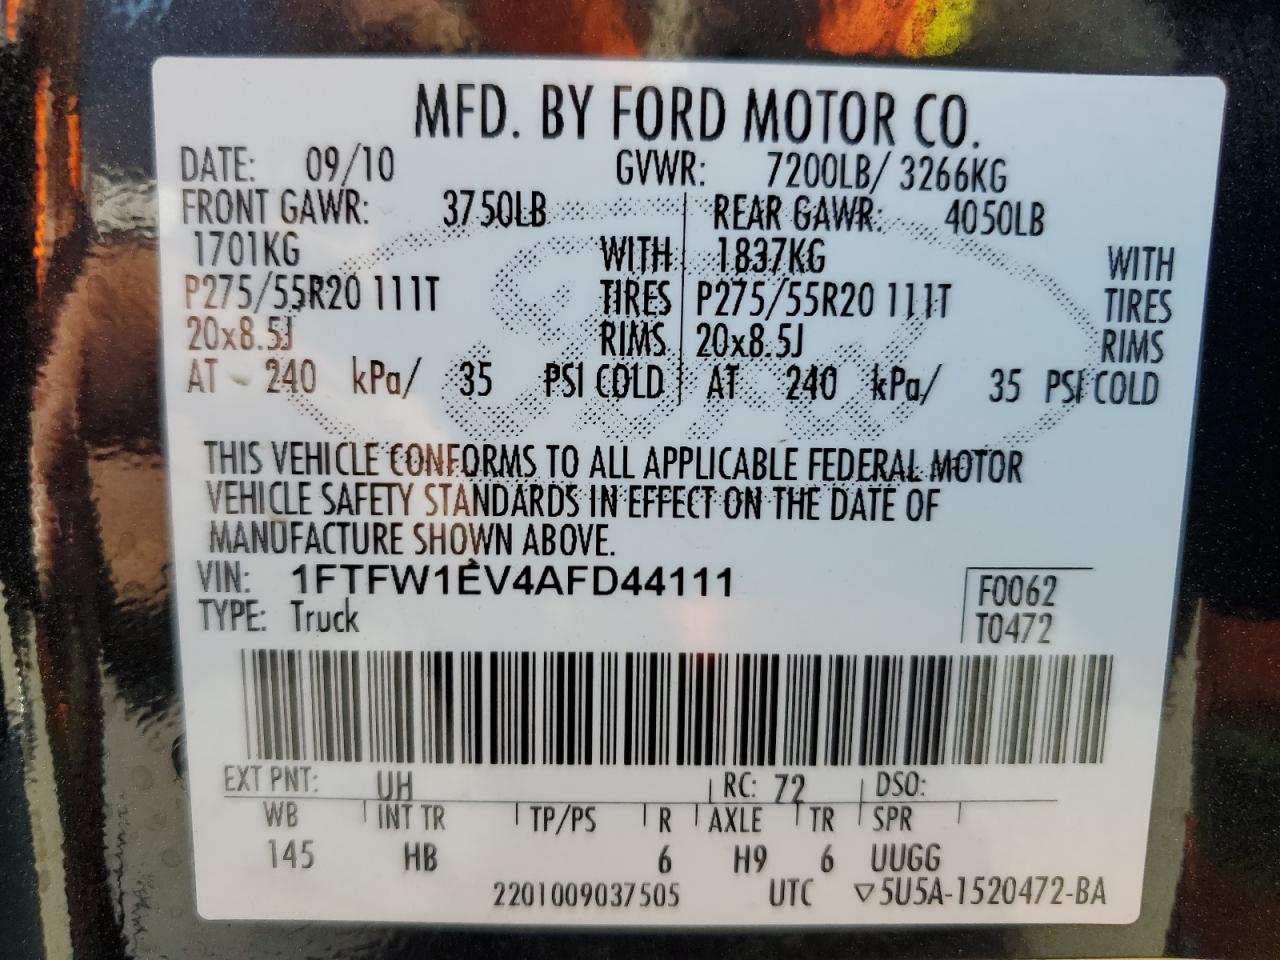 MFD. BY FORD MOTOR CO.
DATE: 09/10 GVWR: 7200LB/ 3266KG
FRONT GAWR: 3750LB REAR GAWR: 4050LB
1701KG WITH 1837KG WITH
P275/55R20 111T TIRES P275/55R20 111T TIRES
20x8.5J RIMS 20x8.5J RIMS
AT 240 kPa/ 35 PSI COLD AT 240 kPa/ 35 PSI COLD
THIS VEHICLE CONFORMS TO ALL APPLICABLE FEDERAL MOTOR
VEHICLE SAFETY STANDARDS IN EFFECT ON THE DATE OF
MANUFACTURE SHOWN ABOVE.
VIN: 1FTFW1EV4AFD44111 F0062
TYPE: Truck T0472
EXT PNT: UH RC: 72 DSO:
WB INT TR TP/PS R AXLE TR SPR
145 HB 6 H9 6 UUGG
2201009037505 UTC ▽5U5A-1520472-BA